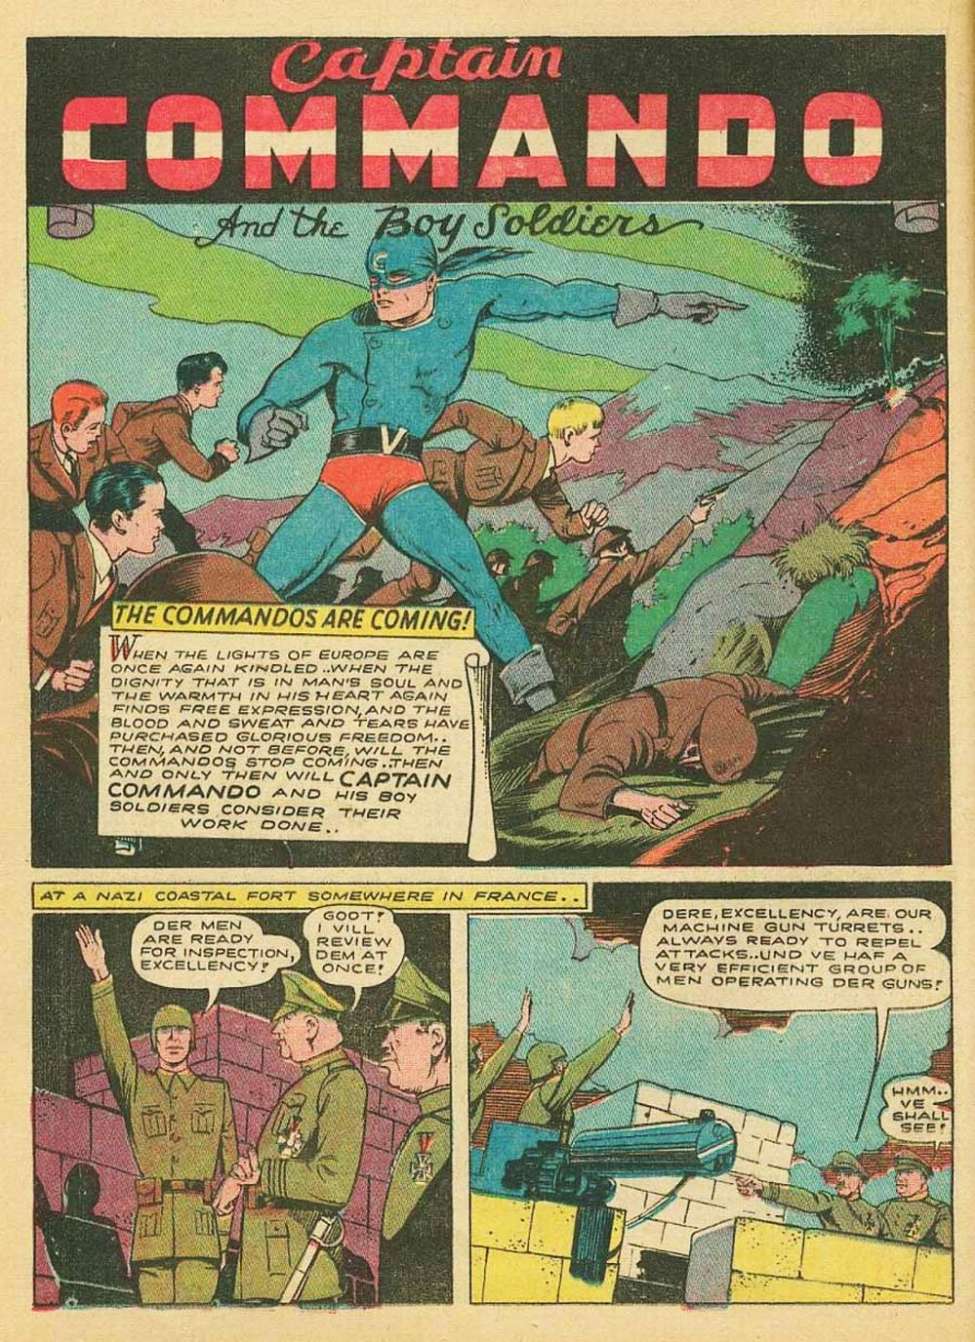 Captain
COMMANDO
And the Boy Soldiers
C
V
THE COMMANDOS ARE COMING!
WHEN THE LIGHTS OF EUROPE ARE
ONCE AGAIN KINDLED..WHEN THE
DIGNITY THAT IS IN MAN'S SOUL AND
THE WARMTH IN HIS HEART AGAIN
FINDS FREE EXPRESSION, AND THE
BLOOD AND SWEAT AND TEARS HAVE
PURCHASED GLORIOUS FREEDOM..
THEN, AND NOT BEFORE, WILL THE
COMMANDOS STOP COMING..THEN
AND ONLY THEN WILL CAPTAIN
COMMANDO AND HIS BOY
SOLDIERS CONSIDER THEIR
WORK DONE..
AT A NAZI COASTAL FORT SOMEWHERE IN FRANCE..
DER MEN
ARE READY
FOR INSPECTION,
EXCELLENCY!
GOOT!
I VILL
REVIEW
DEM AT
ONCE!
DERE, EXCELLENCY, ARE OUR
MACHINE GUN TURRETS..
ALWAYS READY TO REPEL
ATTACKS..UND VE HAF A
VERY EFFICIENT GROUP OF
MEN OPERATING DER GUNS!
HMM..
VE
SHALL
SEE!